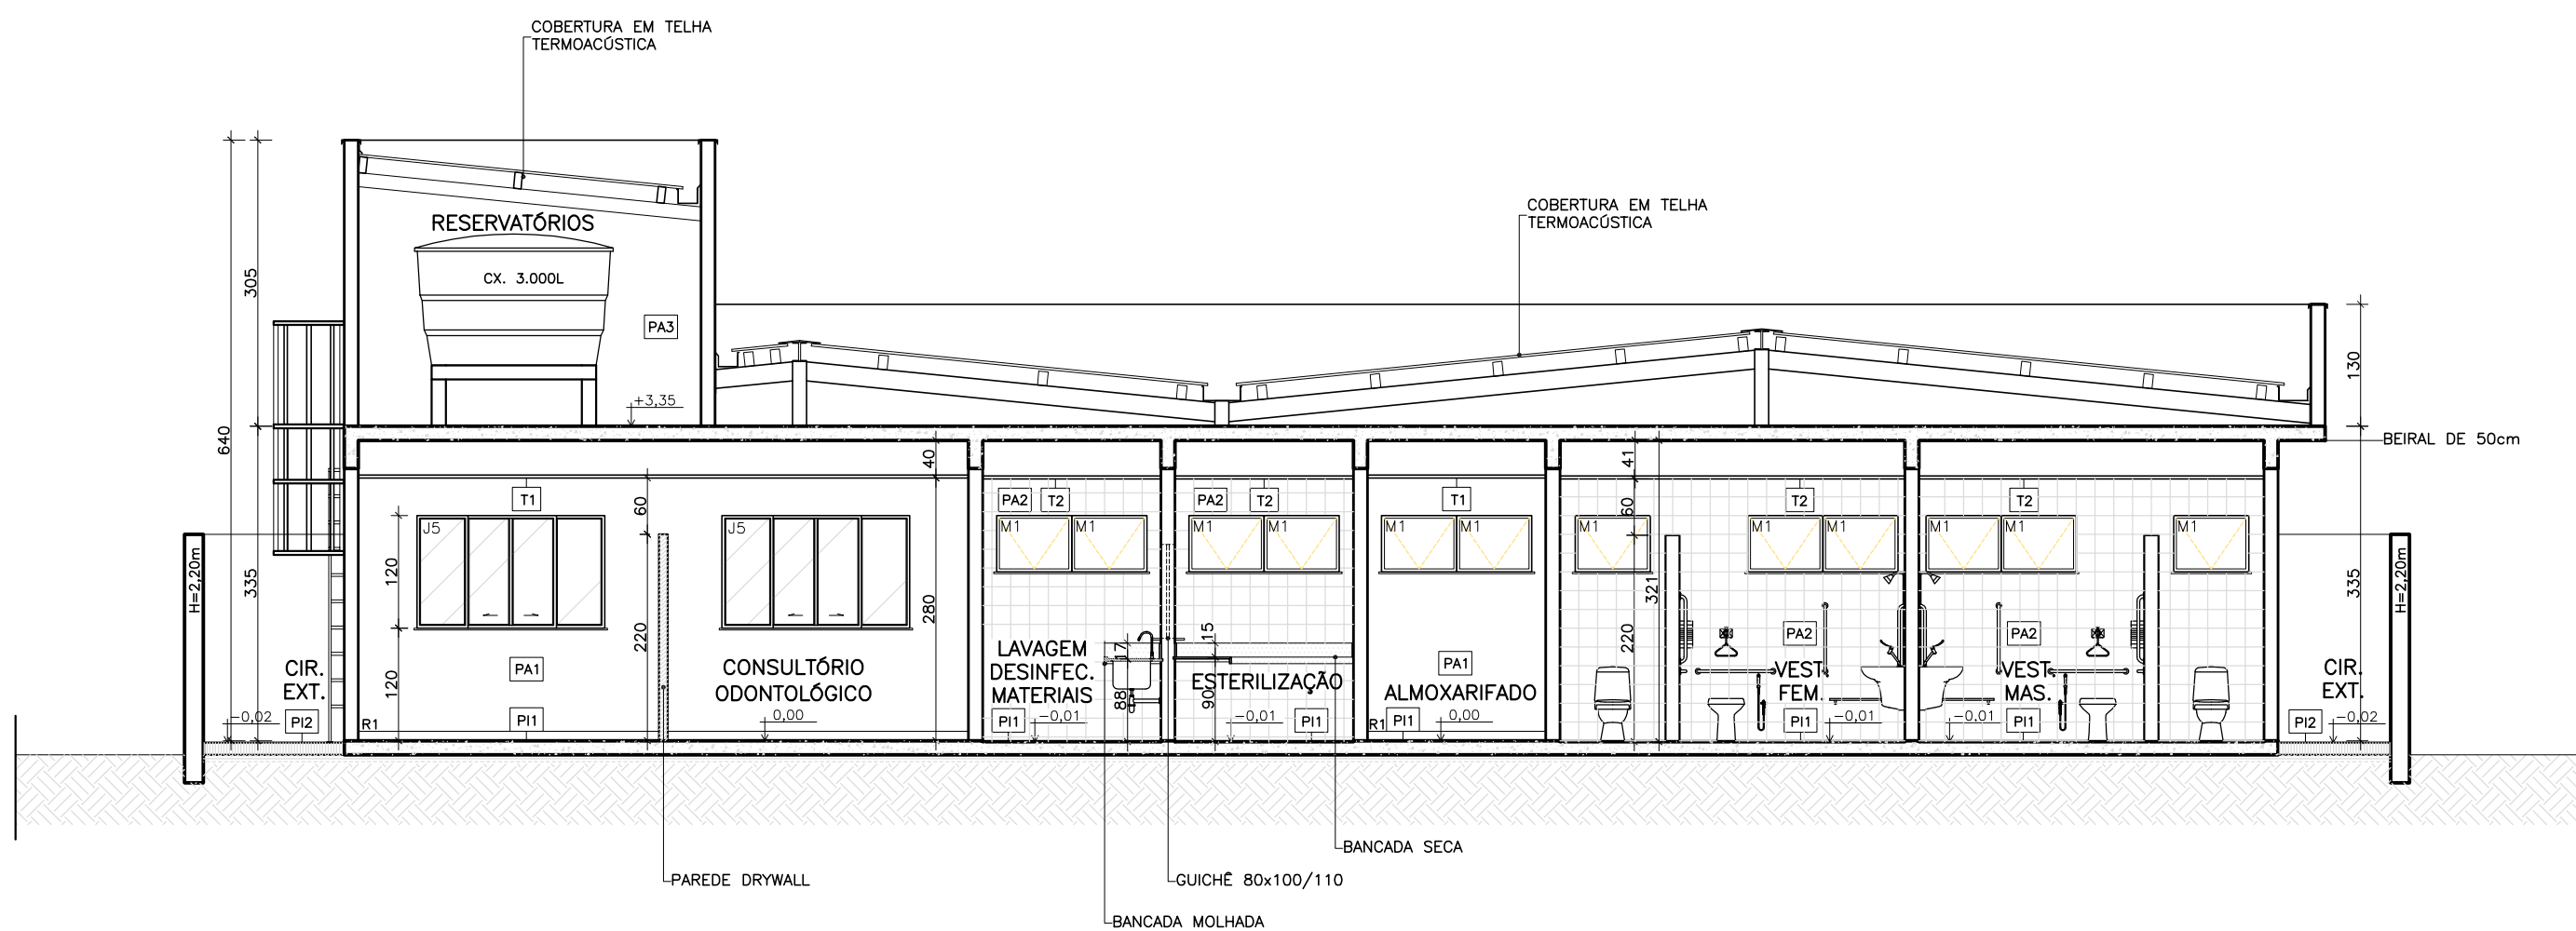 COBERTURA EM TELHA
TERMOACÚSTICA
COBERTURA EM TELHA
TERMOACÚSTICA
RESERVATÓRIOS
CX. 3.000L
305
PA3
130
+3,35
640
BEIRAL DE 50cm
40
41
T1
PA2
T2
PA2
T2
T1
T2
T2
60
60
J5
J5
M1
M1
M1
M1
M1
M1
M1
M1
M1
M1
M1
M1
H=2,20m
335
120
280
321
335
H=2,20m
220
15
7
220
PA2
PA2
CIR.
EXT.
PA1
CONSULTÓRIO
ODONTOLÓGICO
LAVAGEM
DESINFEC.
MATERIAIS
ESTERILIZAÇÃO
PA1
ALMOXARIFADO
VEST.
FEM.
VEST.
MAS.
CIR.
EXT.
120
88
90
-0,02
PI2
R1
PI1
0,00
PI1
-0,01
-0,01
PI1
R1
PI1
0,00
PI1
-0,01
-0,01
PI1
PI2
-0,02
BANCADA SECA
PAREDE DRYWALL
GUICHÊ 80x100/110
BANCADA MOLHADA